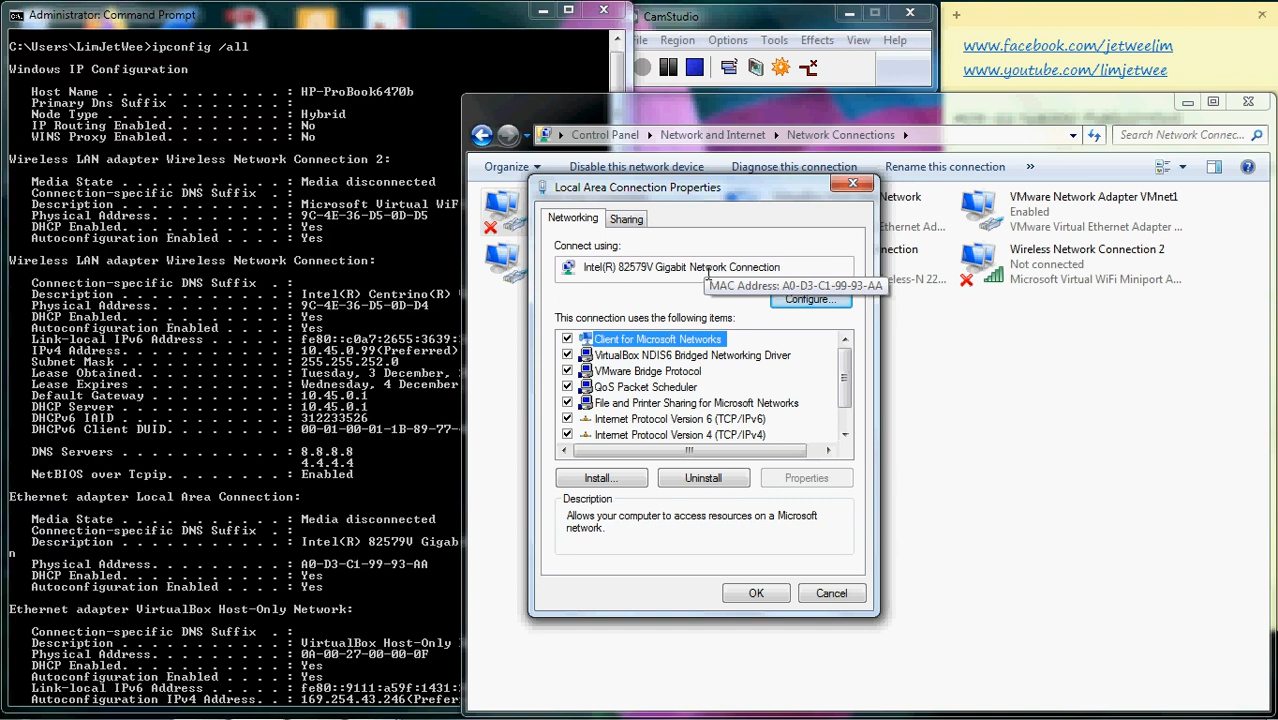 Administrator: Command Prompt
C:\Users\LimJetWee>ipconfig /all
Windows IP Configuration
Host Name . . . . . . . . . . . . : HP-ProBook6470b
Primary Dns Suffix . . . . . . . :
Node Type . . . . . . . . . . . . : Hybrid
IP Routing Enabled. . . . . . . . : No
WINS Proxy Enabled. . . . . . . . : No
Wireless LAN adapter Wireless Network Connection 2:
Media State . . . . . . . . . . . : Media disconnected
Connection-specific DNS Suffix . :
Description . . . . . . . . . . . : Microsoft Virtual WiF
Physical Address. . . . . . . . . : 9C-4E-36-D5-0D-D5
DHCP Enabled. . . . . . . . . . . : Yes
Autoconfiguration Enabled . . . . : Yes
Wireless LAN adapter Wireless Network Connection:
Connection-specific DNS Suffix . :
Description . . . . . . . . . . . : Intel(R) Centrino(R)
Physical Address. . . . . . . . . : 9C-4E-36-D5-0D-D4
DHCP Enabled. . . . . . . . . . . : Yes
Autoconfiguration Enabled . . . . : Yes
Link-local IPv6 Address . . . . . : fe80::c0a7:2655:3639:
IPv4 Address. . . . . . . . . . . : 10.45.0.99(Preferred)
Subnet Mask . . . . . . . . . . . : 255.255.252.0
Lease Obtained. . . . . . . . . . : Tuesday, 3 December,
Lease Expires . . . . . . . . . . : Wednesday, 4 December
Default Gateway . . . . . . . . . : 10.45.0.1
DHCP Server . . . . . . . . . . . : 10.45.0.1
DHCPv6 IAID . . . . . . . . . . . : 312233526
DHCPv6 Client DUID. . . . . . . . : 00-01-00-01-1B-89-77-
DNS Servers . . . . . . . . . . . : 8.8.8.8
4.4.4.4
NetBIOS over Tcpip. . . . . . . . : Enabled
Ethernet adapter Local Area Connection:
Media State . . . . . . . . . . . : Media disconnected
Connection-specific DNS Suffix . :
Description . . . . . . . . . . . : Intel(R) 82579V Gigab
n
Physical Address. . . . . . . . . : A0-D3-C1-99-93-AA
DHCP Enabled. . . . . . . . . . . : Yes
Autoconfiguration Enabled . . . . : Yes
Ethernet adapter VirtualBox Host-Only Network:
Connection-specific DNS Suffix . :
Description . . . . . . . . . . . : VirtualBox Host-Only
Physical Address. . . . . . . . . : 0A-00-27-00-00-0F
DHCP Enabled. . . . . . . . . . . : Yes
Autoconfiguration Enabled . . . . : Yes
Link-local IPv6 Address . . . . . : fe80::9111:a59f:1431:
Autoconfiguration IPv4 Address. . : 169.254.43.246(Prefer
CamStudio
File Region Options Tools Effects View Help
www.facebook.com/jetweelim
www.youtube.com/limjetwee
Control Panel Network and Internet Network Connections
Search Network Connec...
Organize Disable this network device Diagnose this connection Rename this connection »
Network
Ethernet Ad...
VMware Network Adapter VMnet1
Enabled
VMware Virtual Ethernet Adapter ...
Wireless Network Connection 2
Not connected
Microsoft Virtual WiFi Miniport A...
Local Area Connection Properties
Networking Sharing
Connect using:
Intel(R) 82579V Gigabit Network Connection
MAC Address: A0-D3-C1-99-93-AA
Configure...
This connection uses the following items:
Client for Microsoft Networks
VirtualBox NDIS6 Bridged Networking Driver
VMware Bridge Protocol
QoS Packet Scheduler
File and Printer Sharing for Microsoft Networks
Internet Protocol Version 6 (TCP/IPv6)
Internet Protocol Version 4 (TCP/IPv4)
Install... Uninstall Properties
Description
Allows your computer to access resources on a Microsoft
network.
OK Cancel